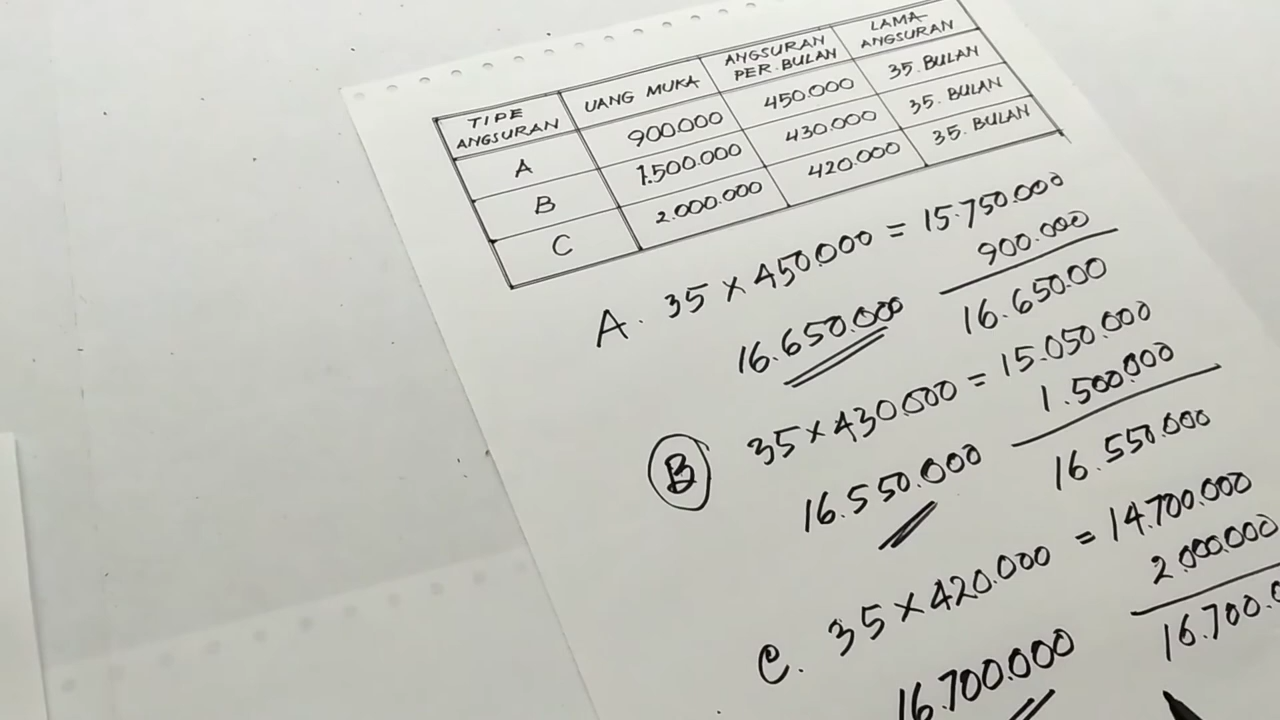 TIPE ANGSURAN UANG MUKA ANGSURAN PER.BULAN LAMA ANGSURAN
A 900.000 450.000 35. BULAN
B 1.500.000 430.000 35. BULAN
C 2.000.000 420.000 35. BULAN
A. 35 x 450.000 = 15.750.000
900.000
16.650.000 16.650.00
B 35 x 430.000 = 15.050.000
1.500.000
16.550.000 16.550.000
C. 35 x 420.000 = 14.700.000
2.000.000
16.700.000 16.700.0